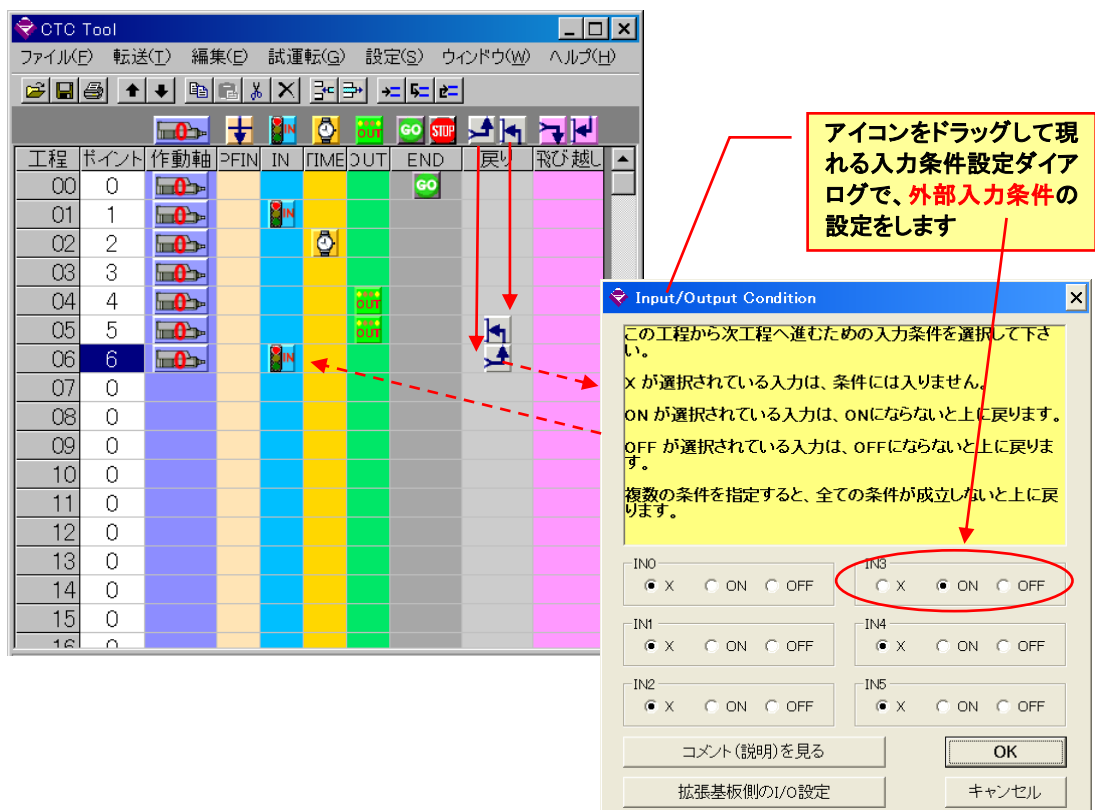 CTC Tool
ファイル(F) 転送(T) 編集(E) 試運転(G) 設定(S) ウィンドウ(W) ヘルプ(H)
0 IN OUT GO STOP
工程 ポイント 作動軸 PFIN IN TIME OUT END 戻り 飛び越し
00 0 0 GO
01 1 0 IN
02 2 0
03 3 0
04 4 0 OUT
05 5 0 OUT
06 6 0 IN
07 0
08 0
09 0
10 0
11 0
12 0
13 0
14 0
15 0
16 0
アイコンをドラッグして現
れる入力条件設定ダイア
ログで、外部入力条件の
設定をします
Input/Output Condition
この工程から次工程へ進むための入力条件を選択して下さ
い。
X が選択されている入力は、条件には入りません。
ON が選択されている入力は、ONにならないと上に戻ります。
OFF が選択されている入力は、OFFにならないと上に戻りま
す。
複数の条件を指定すると、全ての条件が成立しないと上に戻
ります。
IN0 IN3
X ON OFF X ON OFF
IN1 IN4
X ON OFF X ON OFF
IN2 IN5
X ON OFF X ON OFF
コメント(説明)を見る OK
拡張基板側のI/O設定 キャンセル